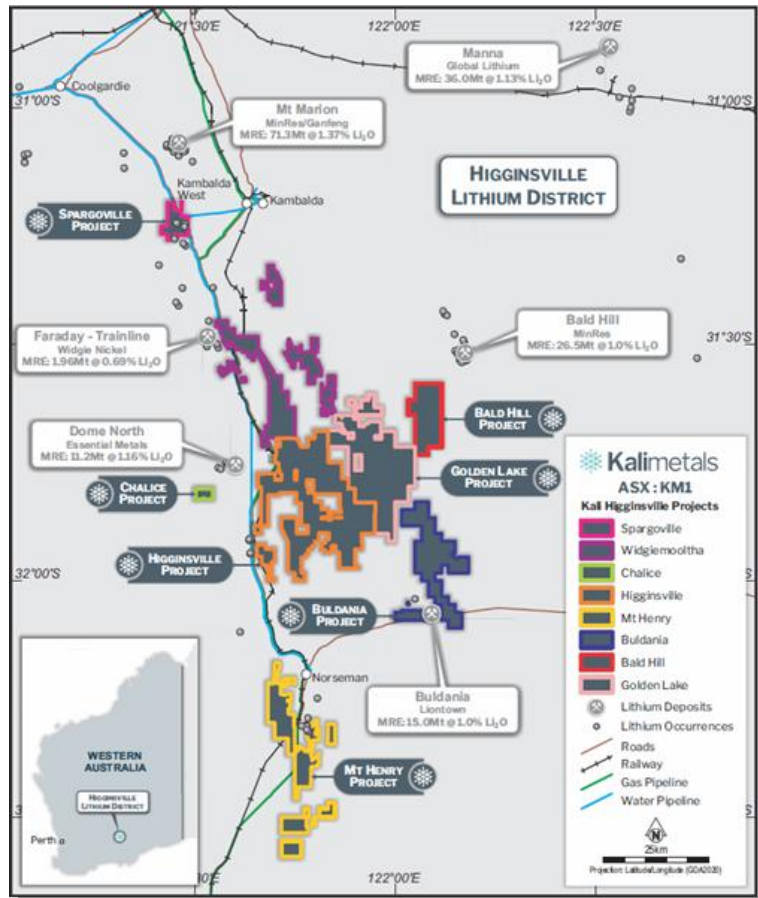 121°30'E
122°00'E
122°30'E
Manna
Global Lithium
MRE: 36.0Mt @ 1.13% Li₂O
Coolgardie
31°00'S
31°00'S
Mt Marion
MinRes/Ganfeng
MRE: 71.3Mt @ 1.37% Li₂O
HIGGINSVILLE
LITHIUM DISTRICT
Kambalda
West
Kambalda
SPARGOVILLE
PROJECT
Faraday - Trainline
Widgie Nickel
MRE: 1.96Mt @ 0.69% Li₂O
Bald Hill
MinRes
MRE: 26.5Mt @ 1.0% Li₂O
31°30'S
31°30'S
BALD HILL
PROJECT
Dome North
Essential Metals
MRE: 11.2Mt @ 1.16% Li₂O
GOLDEN LAKE
PROJECT
CHALICE
PROJECT
HIGGINSVILLE
PROJECT
32°00'S
BULDANIA
PROJECT
Norseman
Buldania
Liontown
MRE: 15.0Mt @ 1.0% Li₂O
MT HENRY
PROJECT
Kalimetals
ASX : KM1
Kali Higginsville Projects
Spargoville
Widgiemooltha
Chalice
Higginsville
Mt Henry
Buldania
Bald Hill
Golden Lake
Lithium Deposits
Lithium Occurrences
Roads
Railway
Gas Pipeline
Water Pipeline
N
25km
Projection: Latitude/Longitude (GDA2020)
WESTERN
AUSTRALIA
HIGGINSVILLE
LITHIUM DISTRICT
Perth
122°00'E